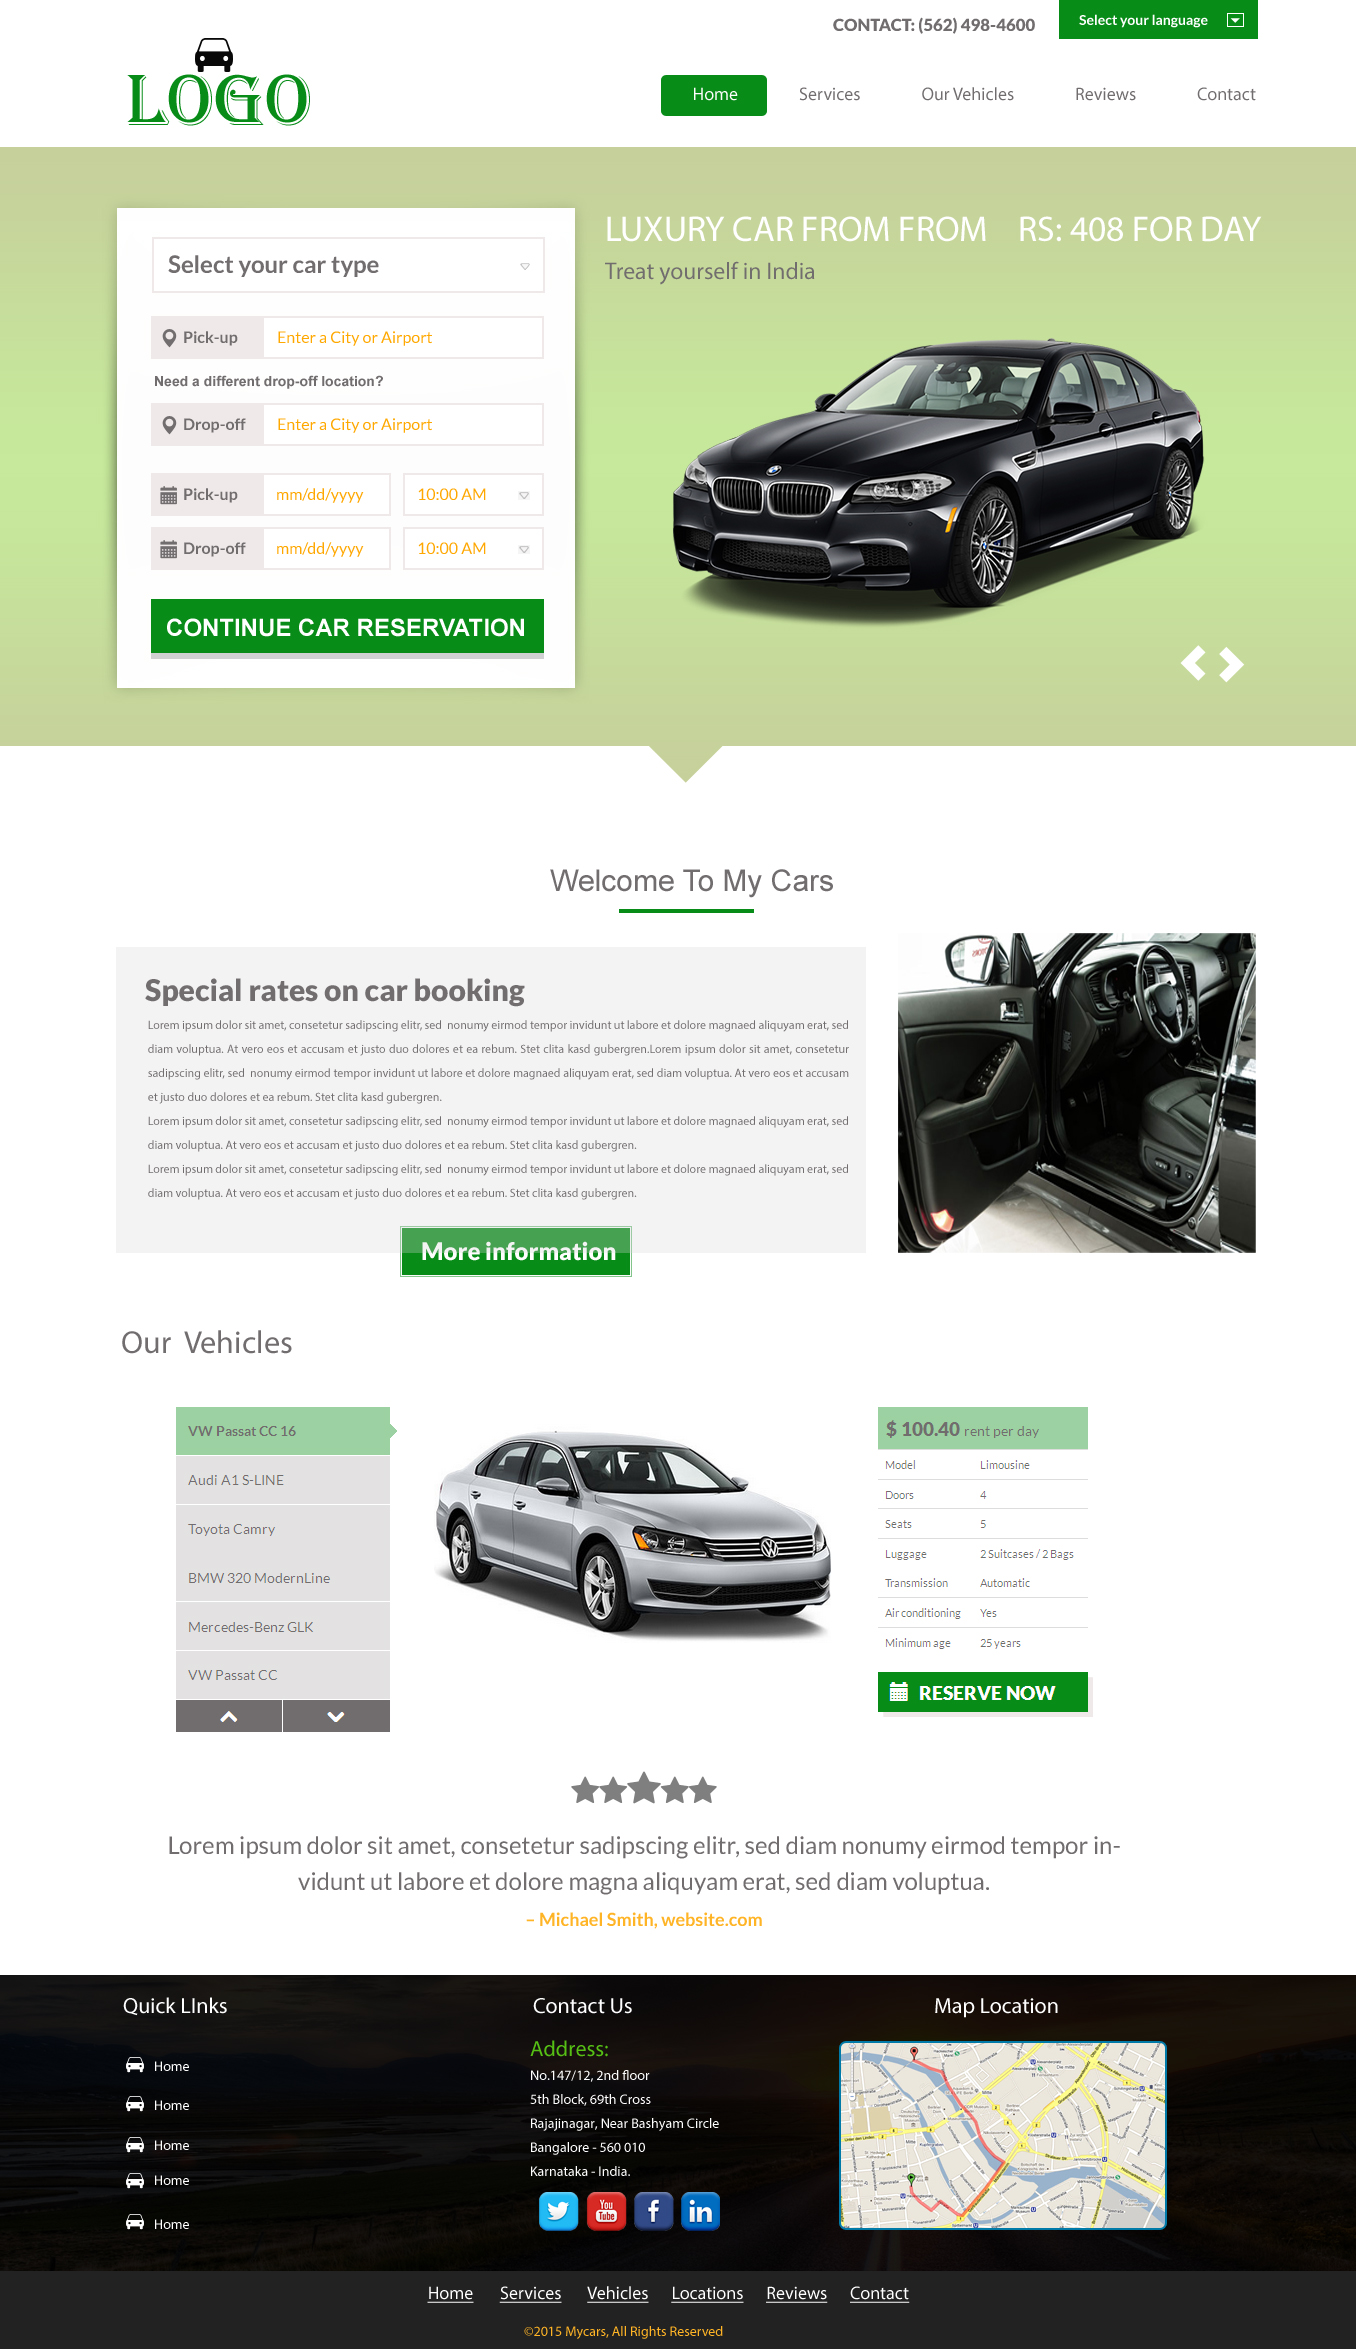 CONTACT: (562) 498-4600
Select your language
LOGO
Home
Services
Our Vehicles
Reviews
Contact
Select your car type
LUXURY CAR FROM FROM RS: 408 FOR DAY
Treat yourself in India
Pick-up
Enter a City or Airport
Need a different drop-off location?
Drop-off
Enter a City or Airport
Pick-up
mm/dd/yyyy
10:00 AM
Drop-off
mm/dd/yyyy
10:00 AM
CONTINUE CAR RESERVATION
Welcome To My Cars
Special rates on car booking
Lorem ipsum dolor sit amet, consetetur sadipscing elitr, sed nonumy eirmod tempor invidunt ut labore et dolore magnaed aliquyam erat, sed
diam voluptua. At vero eos et accusam et justo duo dolores et ea rebum. Stet clita kasd gubergren.Lorem ipsum dolor sit amet, consetetur
sadipscing elitr, sed nonumy eirmod tempor invidunt ut labore et dolore magnaed aliquyam erat, sed diam voluptua. At vero eos et accusam
et justo duo dolores et ea rebum. Stet clita kasd gubergren.
Lorem ipsum dolor sit amet, consetetur sadipscing elitr, sed nonumy eirmod tempor invidunt ut labore et dolore magnaed aliquyam erat, sed
diam voluptua. At vero eos et accusam et justo duo dolores et ea rebum. Stet clita kasd gubergren.
Lorem ipsum dolor sit amet, consetetur sadipscing elitr, sed nonumy eirmod tempor invidunt ut labore et dolore magnaed aliquyam erat, sed
diam voluptua. At vero eos et accusam et justo duo dolores et ea rebum. Stet clita kasd gubergren.
More information
Our Vehicles
VW Passat CC 16
Audi A1 S-LINE
Toyota Camry
BMW 320 ModernLine
Mercedes-Benz GLK
VW Passat CC
$ 100.40 rent per day
Model Limousine
Doors 4
Seats 5
Luggage 2 Suitcases / 2 Bags
Transmission Automatic
Air conditioning Yes
Minimum age 25 years
RESERVE NOW
Lorem ipsum dolor sit amet, consetetur sadipscing elitr, sed diam nonumy eirmod tempor in-
vidunt ut labore et dolore magna aliquyam erat, sed diam voluptua.
– Michael Smith, website.com
Quick LInks
Home
Home
Home
Home
Home
Contact Us
Address:
No.147/12, 2nd floor
5th Block, 69th Cross
Rajajinagar, Near Bashyam Circle
Bangalore - 560 010
Karnataka - India.
You
Tube
f
in
Map Location
Home
Services
Vehicles
Locations
Reviews
Contact
©2015 Mycars, All Rights Reserved